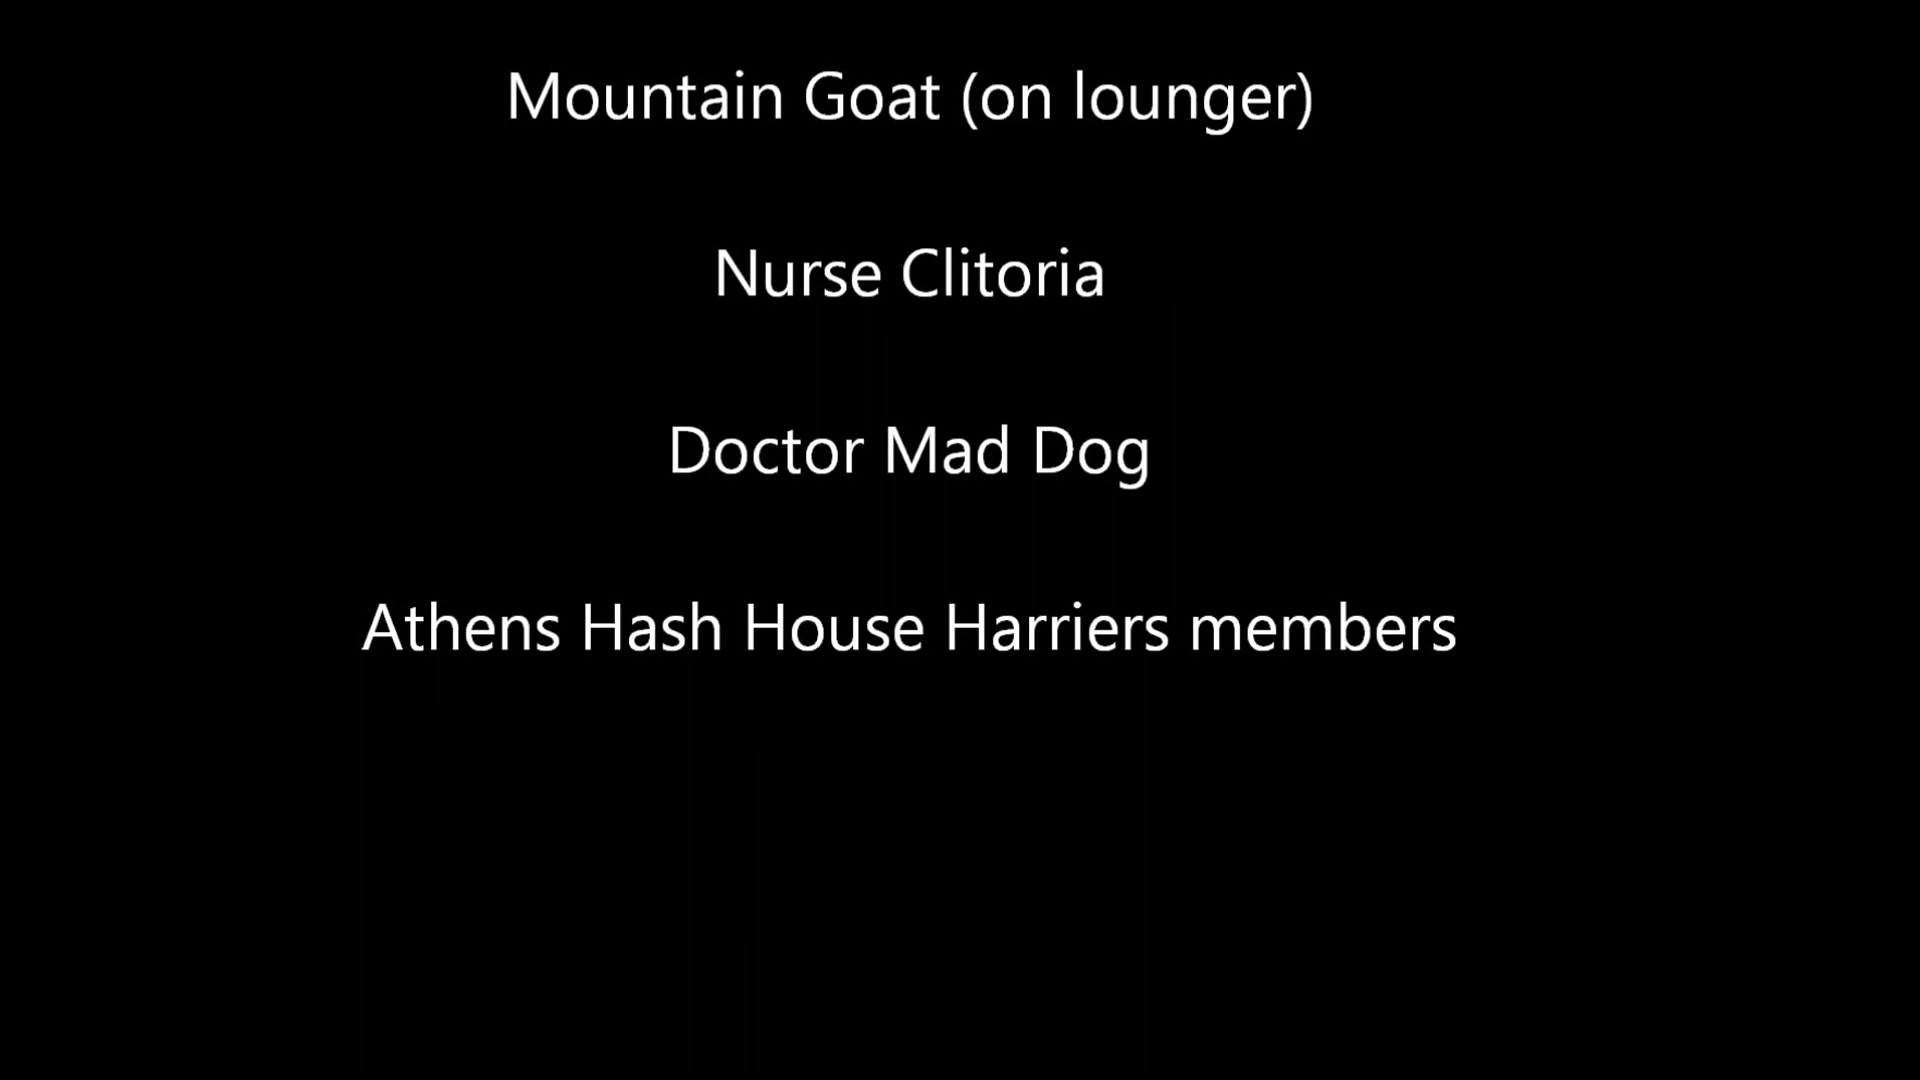 Mountain Goat (on lounger)
Nurse Clitoria
Doctor Mad Dog
Athens Hash House Harriers members